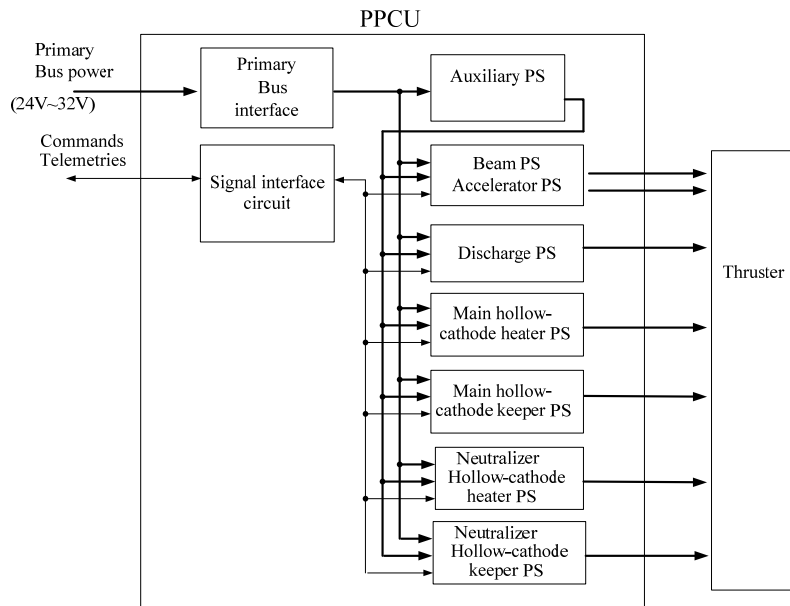 PPCU
Primary
Bus power
(24V~32V)
Commands
Telemetries
Primary
Bus
interface
Signal interface
circuit
Auxiliary PS
Beam PS
Accelerator PS
Discharge PS
Main hollow-
cathode heater PS
Main hollow-
cathode keeper PS
Neutralizer
Hollow-cathode
heater PS
Neutralizer
Hollow-cathode
keeper PS
Thruster